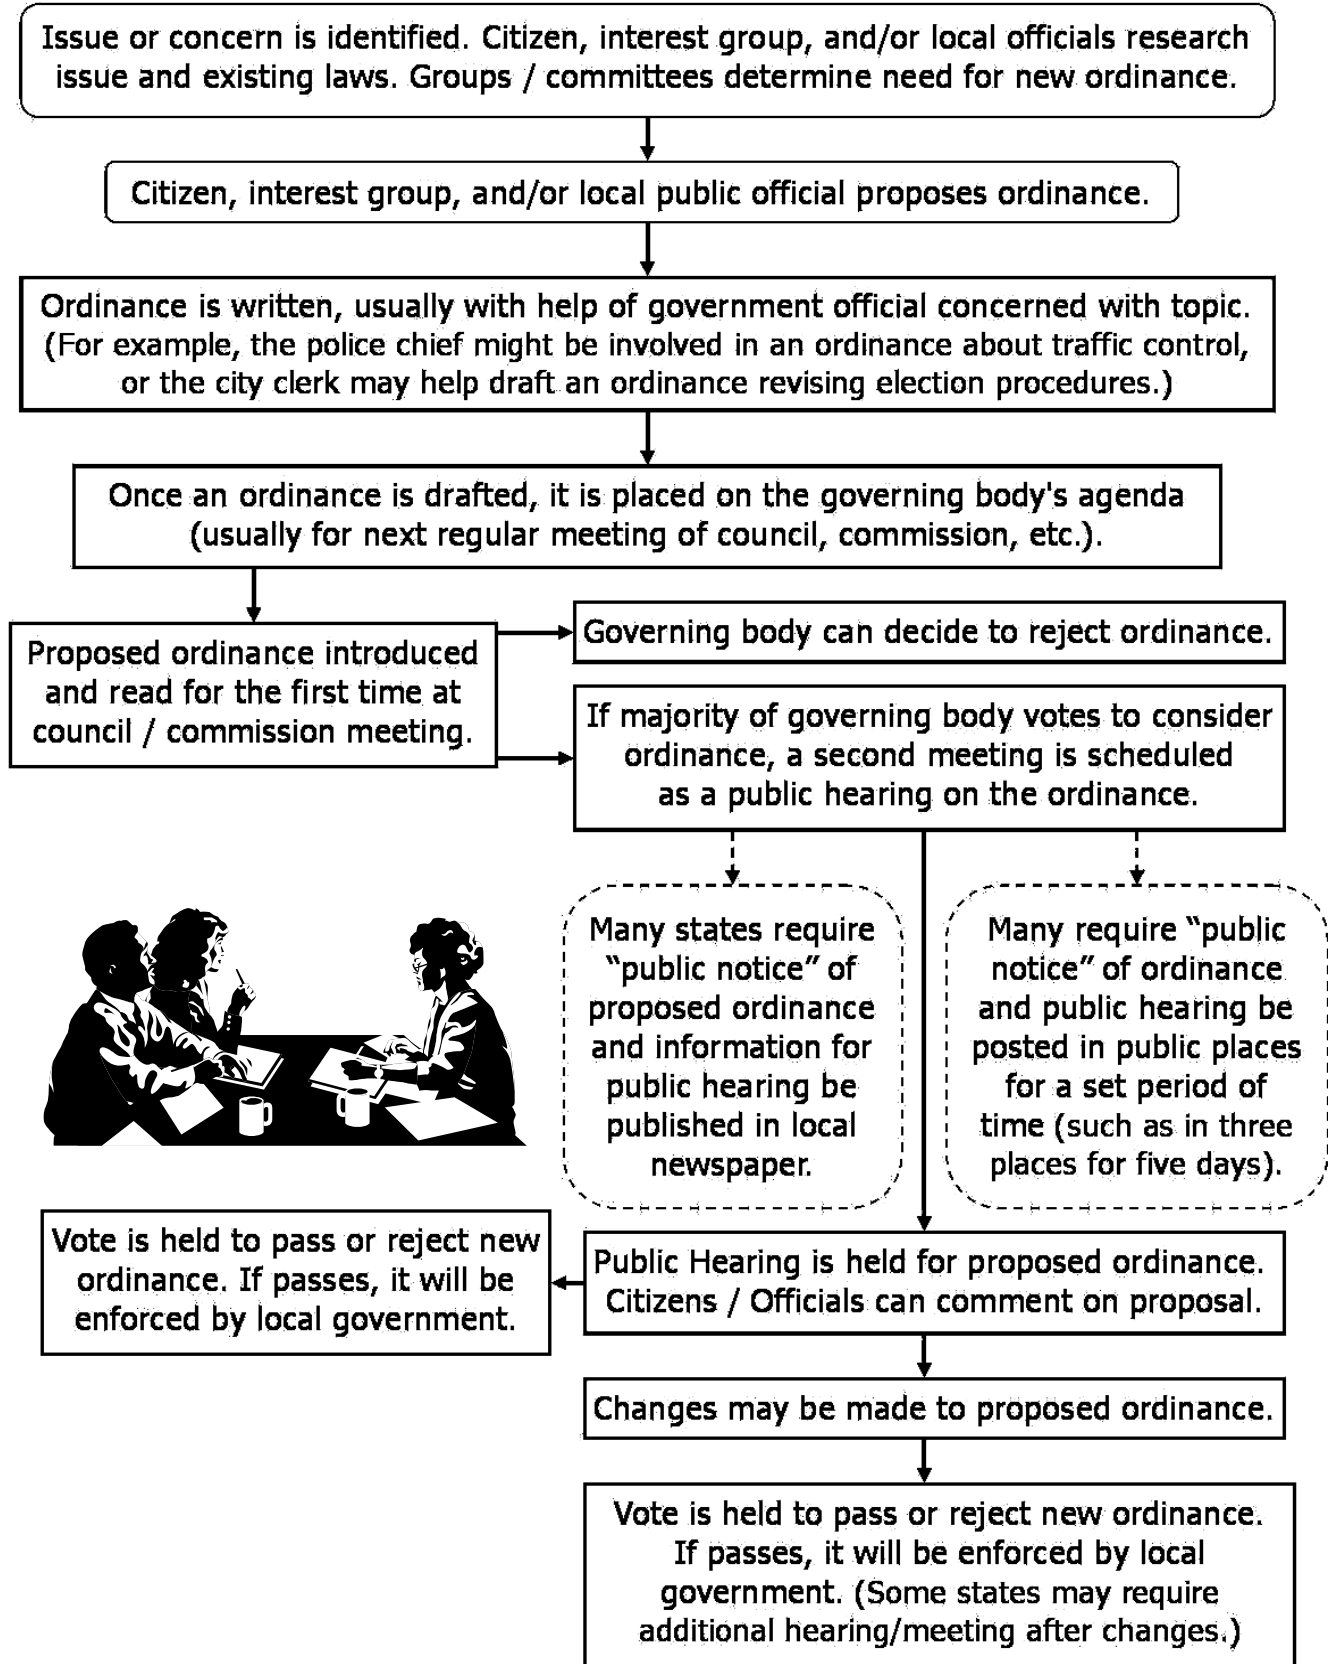 Issue or concern is identified. Citizen, interest group, and/or local officials research
issue and existing laws. Groups / committees determine need for new ordinance.
Citizen, interest group, and/or local public official proposes ordinance.
Ordinance is written, usually with help of government official concerned with topic.
(For example, the police chief might be involved in an ordinance about traffic control,
or the city clerk may help draft an ordinance revising election procedures.)
Once an ordinance is drafted, it is placed on the governing body's agenda
(usually for next regular meeting of council, commission, etc.).
Proposed ordinance introduced
and read for the first time at
council / commission meeting.
Governing body can decide to reject ordinance.
If majority of governing body votes to consider
ordinance, a second meeting is scheduled
as a public hearing on the ordinance.
Many states require
“public notice” of
proposed ordinance
and information for
public hearing be
published in local
newspaper.
Many require “public
notice” of ordinance
and public hearing be
posted in public places
for a set period of
time (such as in three
places for five days).
Public Hearing is held for proposed ordinance.
Citizens / Officials can comment on proposal.
Vote is held to pass or reject new
ordinance. If passes, it will be
enforced by local government.
Changes may be made to proposed ordinance.
Vote is held to pass or reject new ordinance.
If passes, it will be enforced by local
government. (Some states may require
additional hearing/meeting after changes.)